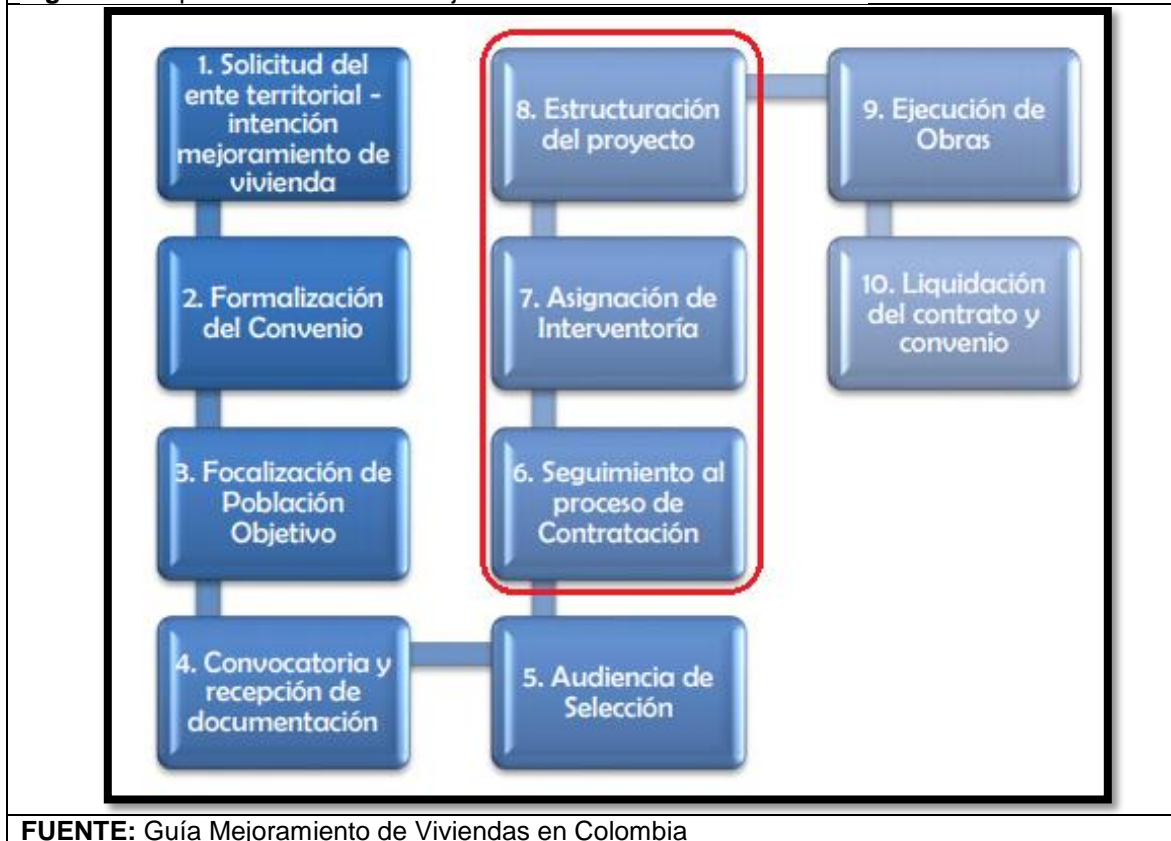 1. Solicitud del
ente territorial -
intención
mejoramiento de
vivienda
2. Formalización
del Convenio
3. Focalización de
Población
Objetivo
4. Convocatoria y
recepción de
documentación
5. Audiencia de
Selección
6. Seguimiento al
proceso de
Contratación
7. Asignación de
Interventoría
8. Estructuración
del proyecto
9. Ejecución de
Obras
10. Liquidación
del contrato y
convenio
FUENTE: Guía Mejoramiento de Viviendas en Colombia